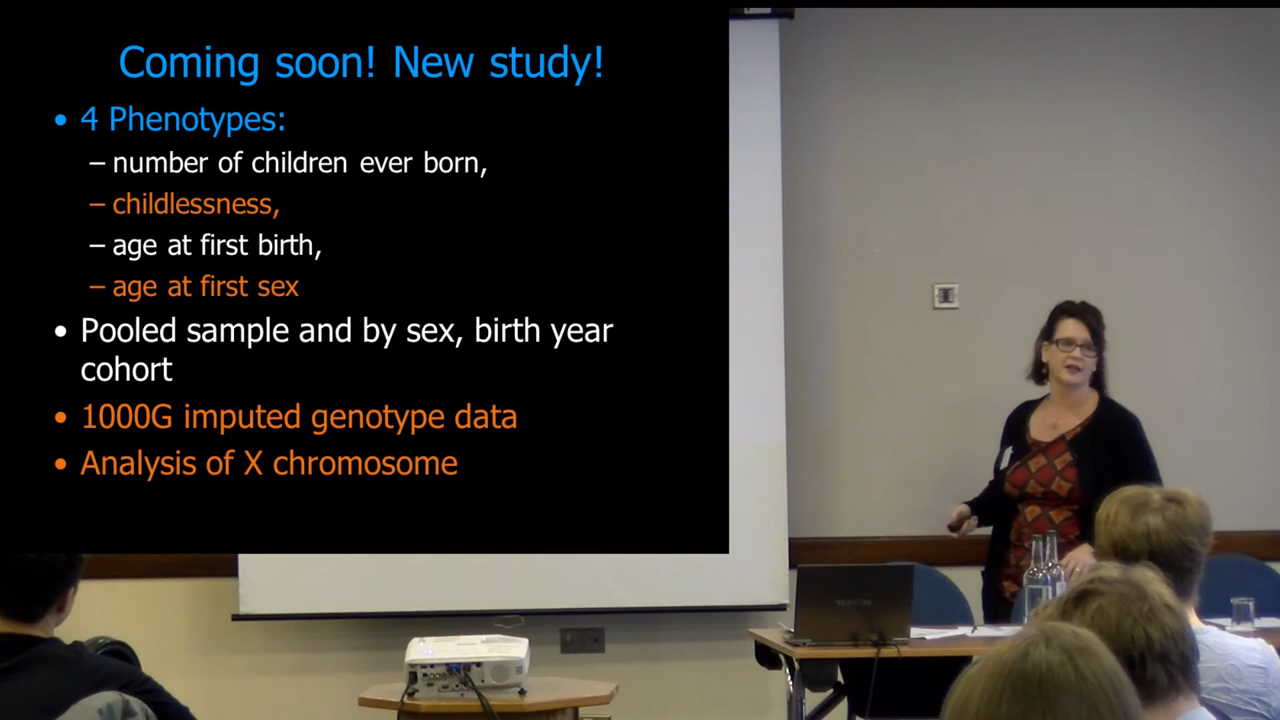 Coming soon! New study!
• 4 Phenotypes:
– number of children ever born,
– childlessness,
– age at first birth,
– age at first sex
• Pooled sample and by sex, birth year
cohort
• 1000G imputed genotype data
• Analysis of X chromosome
TOSHIBA